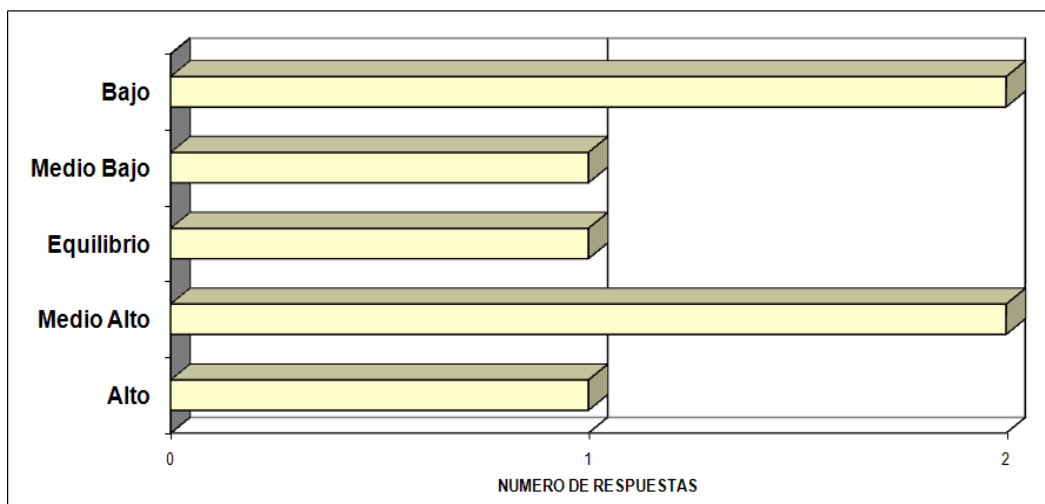 Bajo
Medio Bajo
Equilibrio
Medio Alto
Alto
0 1 2
NUMERO DE RESPUESTAS